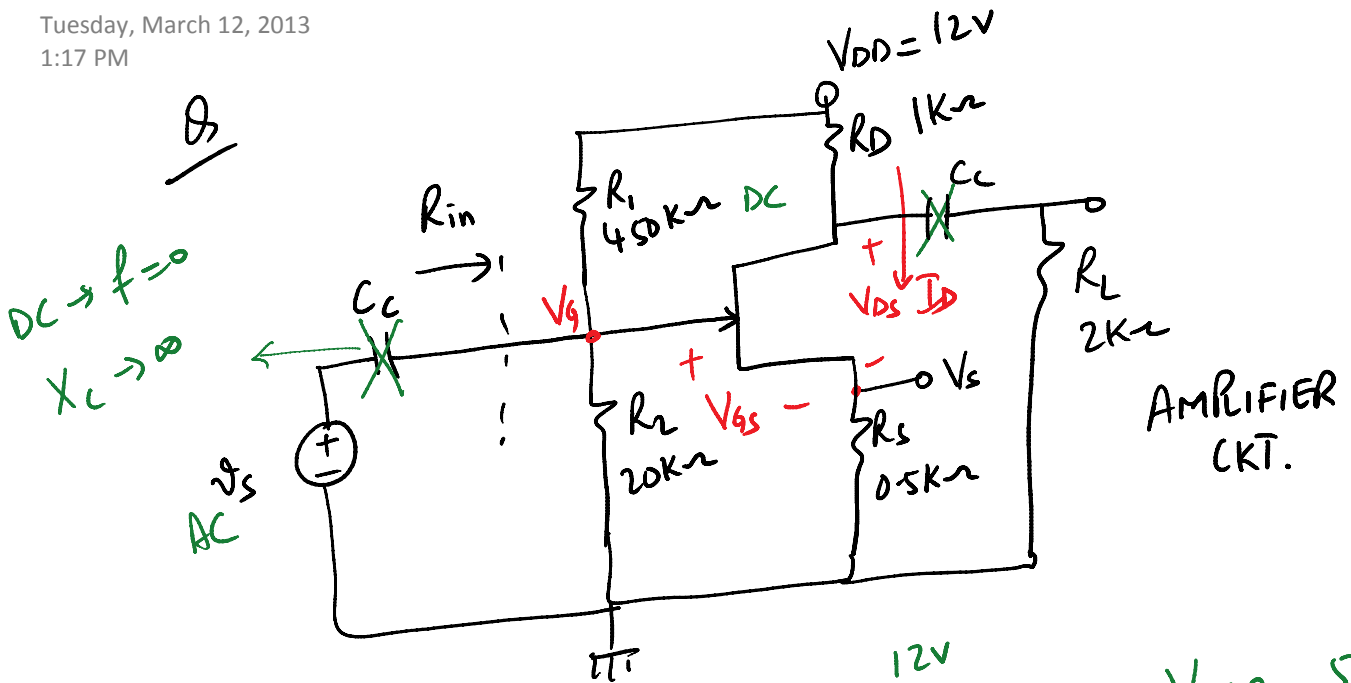 Tuesday, March 12, 2013
1:17 PM
Q
VDD = 12V
RD 1KΩ
Cc
R1
450KΩ DC
Rin
DC → f=0
Xc → ∞
Cc
VG
+
VDS ID
RL
2KΩ
+
VGS −
−
Vs
R2
20KΩ
Rs
0.5KΩ
AMPLIFIER
CKT.
+
−
vs
AC
12V